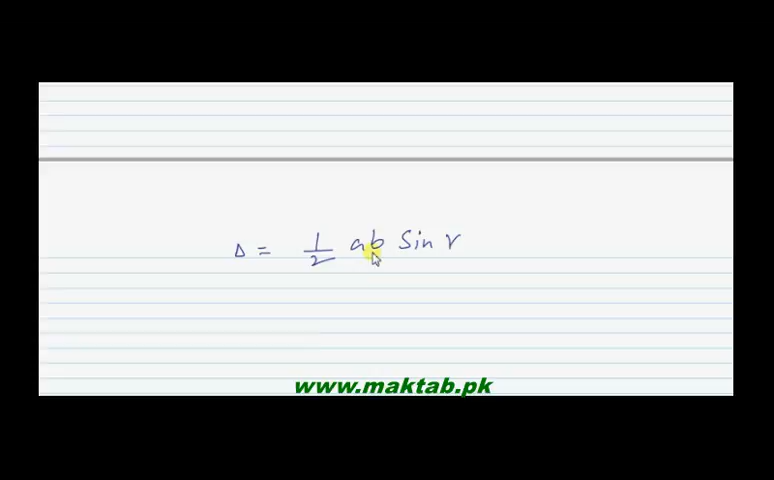 Δ = 1/2 ab Sin γ
www.maktab.pk